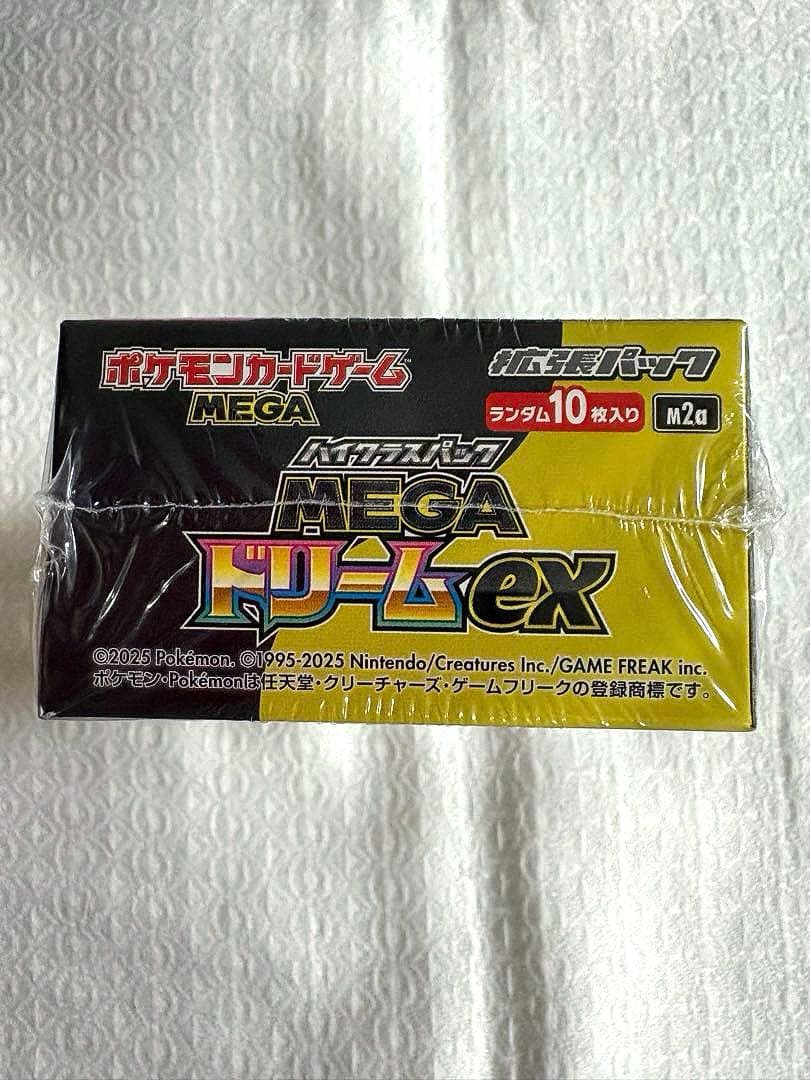 ポケモンカードゲーム™
MEGA
拡張パック
ランダム10枚入り
M2a
ハイクラスパック
MEGA
ドリームex
©2025 Pokémon. ©1995-2025 Nintendo/Creatures Inc./GAME FREAK inc.
ポケモン・Pokémonは任天堂・クリーチャーズ・ゲームフリークの登録商標です。